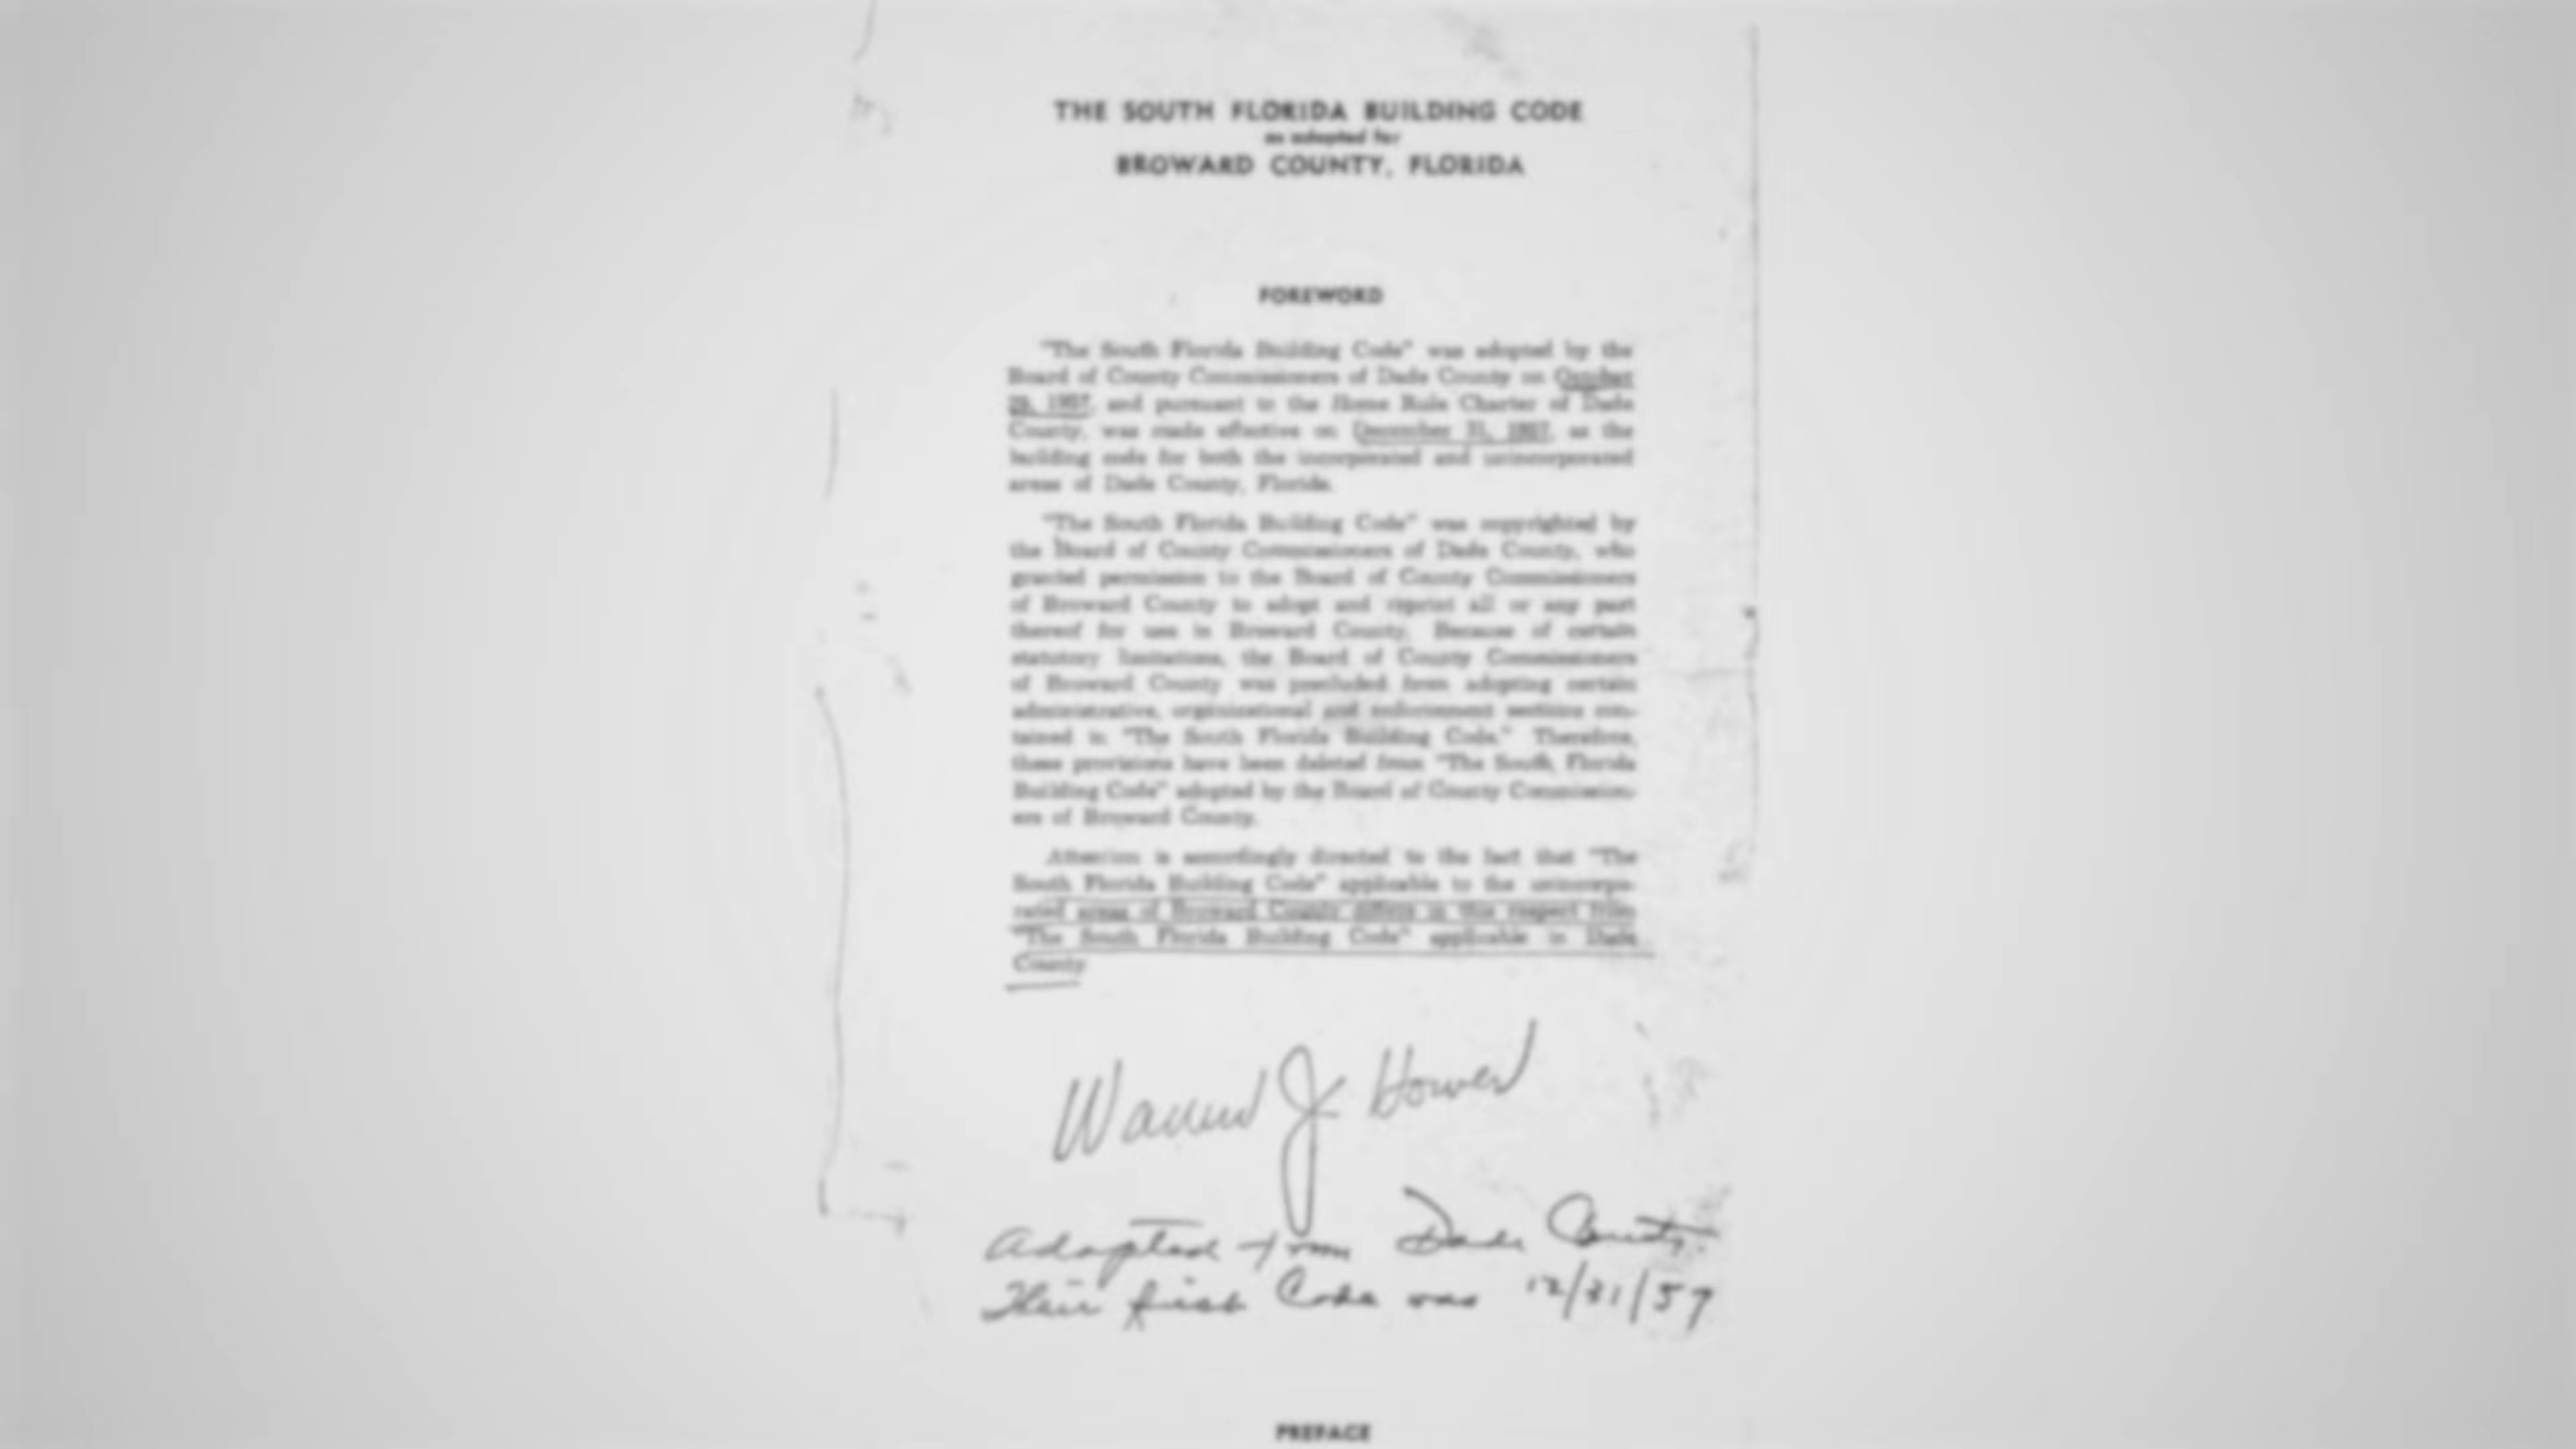 THE SOUTH FLORIDA BUILDING CODE
as adopted for
BROWARD COUNTY, FLORIDA
FOREWORD
"The South Florida Building Code" was adopted by the
Board of County Commissioners of Dade County on October
29, 1957, and pursuant to the Home Rule Charter of Dade
County, was made effective on December 31, 1957, as the
building code for both the incorporated and unincorporated
areas of Dade County, Florida.
"The South Florida Building Code" was copyrighted by
the Board of County Commissioners of Dade County, who
granted permission to the Board of County Commissioners
of Broward County to adopt and reprint all or any part
thereof for use in Broward County. Because of certain
statutory limitations, the Board of County Commissioners
of Broward County was precluded from adopting certain
administrative, organizational and enforcement sections con-
tained in "The South Florida Building Code." Therefore,
these provisions have been deleted from "The South Florida
Building Code" adopted by the Board of County Commission-
ers of Broward County.
Attention is accordingly directed to the fact that "The
South Florida Building Code" applicable to the unincorpo-
rated areas of Broward County differs in this respect from
"The South Florida Building Code" applicable in Dade
County
Warren J Hower
Adopted from Dade County.
Their first Code was 12/31/57
PREFACE